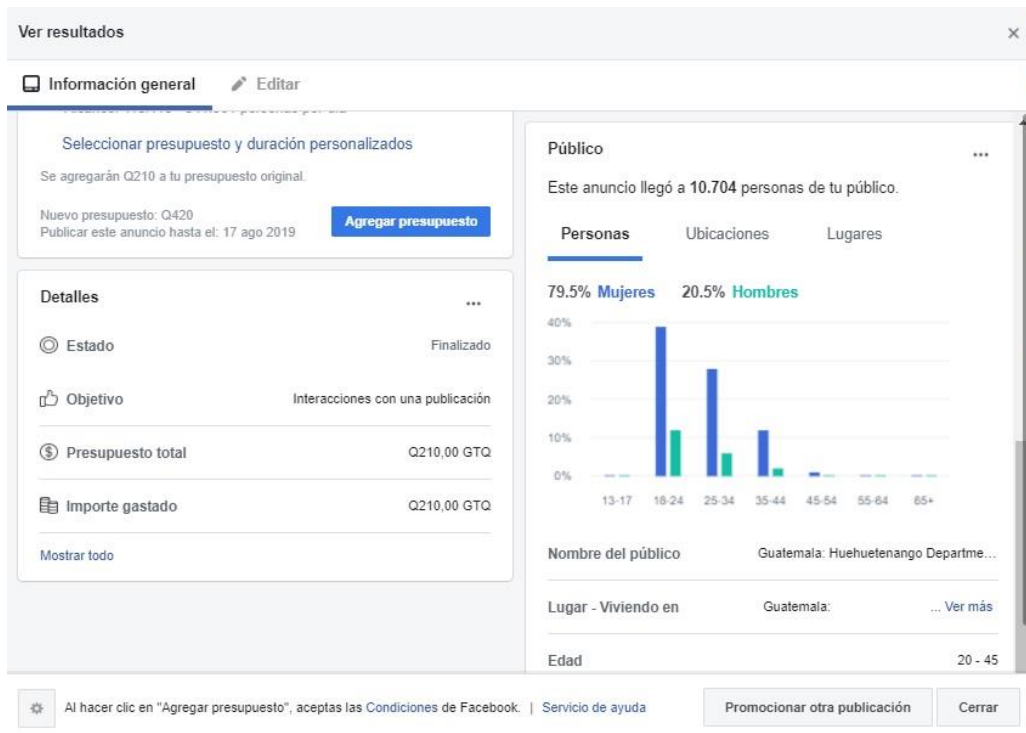 Ver resultados
Información general
Editar
Seleccionar presupuesto y duración personalizados
Se agregarán Q210 a tu presupuesto original.
Nuevo presupuesto: Q420
Publicar este anuncio hasta el: 17 ago 2019
Agregar presupuesto
Detalles
Estado Finalizado
Objetivo Interacciones con una publicación
Presupuesto total Q210,00 GTQ
Importe gastado Q210,00 GTQ
Mostrar todo
Público
Este anuncio llegó a 10.704 personas de tu público.
Personas Ubicaciones Lugares
79.5% Mujeres 20.5% Hombres
40%
30%
20%
10%
0%
13-17 18-24 25-34 35-44 45-54 55-64 65+
Nombre del público Guatemala: Huehuetenango Departme...
Lugar - Viviendo en Guatemala: ... Ver más
Edad 20 - 45
Al hacer clic en "Agregar presupuesto", aceptas las Condiciones de Facebook. | Servicio de ayuda
Promocionar otra publicación
Cerrar